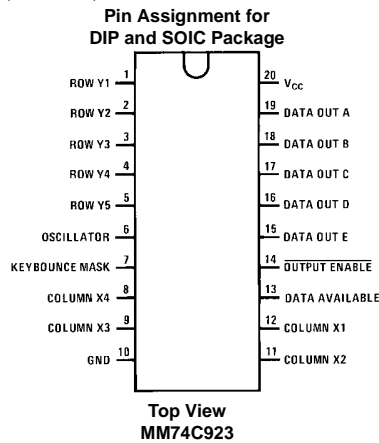 Pin Assignment for
DIP and SOIC Package
ROW Y1 1
ROW Y2 2
ROW Y3 3
ROW Y4 4
ROW Y5 5
OSCILLATOR 6
KEYBOUNCE MASK 7
COLUMN X4 8
COLUMN X3 9
GND 10
20 VCC
19 DATA OUT A
18 DATA OUT B
17 DATA OUT C
16 DATA OUT D
15 DATA OUT E
14 OUTPUT ENABLE
13 DATA AVAILABLE
12 COLUMN X1
11 COLUMN X2
Top View
MM74C923